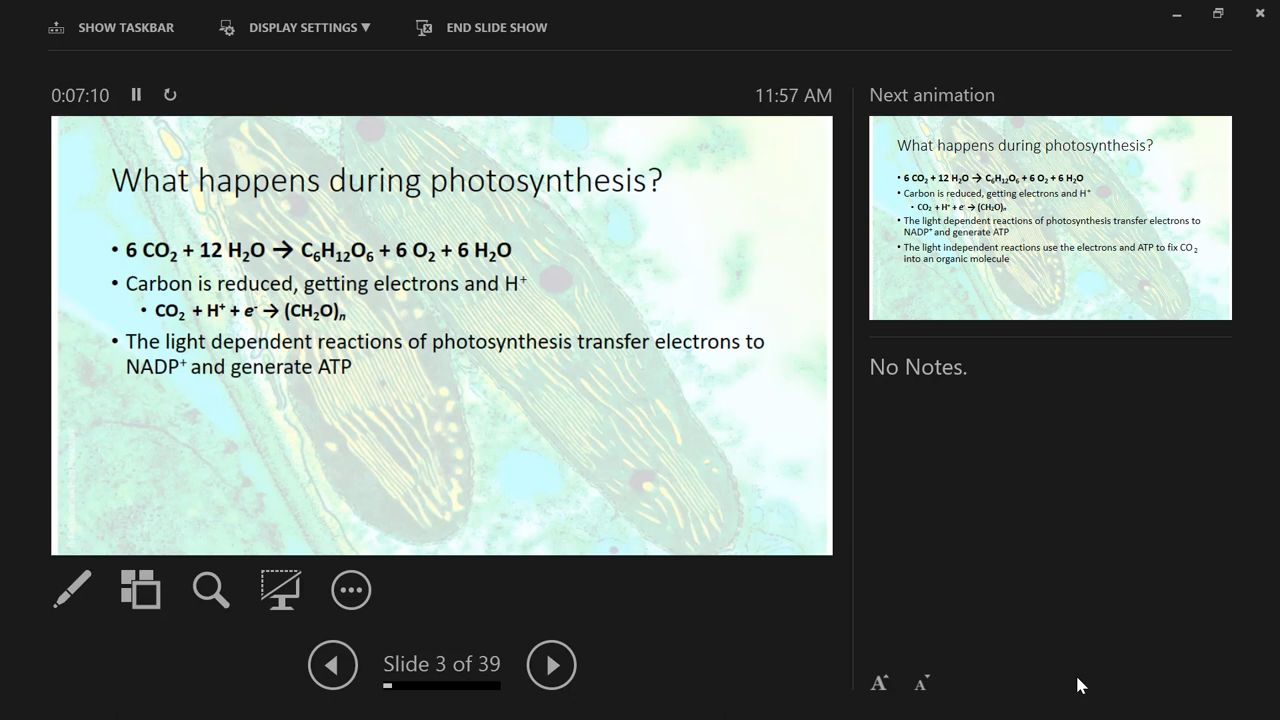 SHOW TASKBAR
DISPLAY SETTINGS ▼
END SLIDE SHOW
0:07:10
11:57 AM
Next animation
What happens during photosynthesis?
• 6 CO₂ + 12 H₂O → C₆H₁₂O₆ + 6 O₂ + 6 H₂O
• Carbon is reduced, getting electrons and H⁺
• CO₂ + H⁺ + e⁻ → (CH₂O)ₙ
• The light dependent reactions of photosynthesis transfer electrons to
NADP⁺ and generate ATP
What happens during photosynthesis?
• 6 CO₂ + 12 H₂O → C₆H₁₂O₆ + 6 O₂ + 6 H₂O
• Carbon is reduced, getting electrons and H⁺
• CO₂ + H⁺ + e⁻ → (CH₂O)ₙ
• The light dependent reactions of photosynthesis transfer electrons to
NADP⁺ and generate ATP
• The light independent reactions use the electrons and ATP to fix CO₂
into an organic molecule
No Notes.
Slide 3 of 39
A A